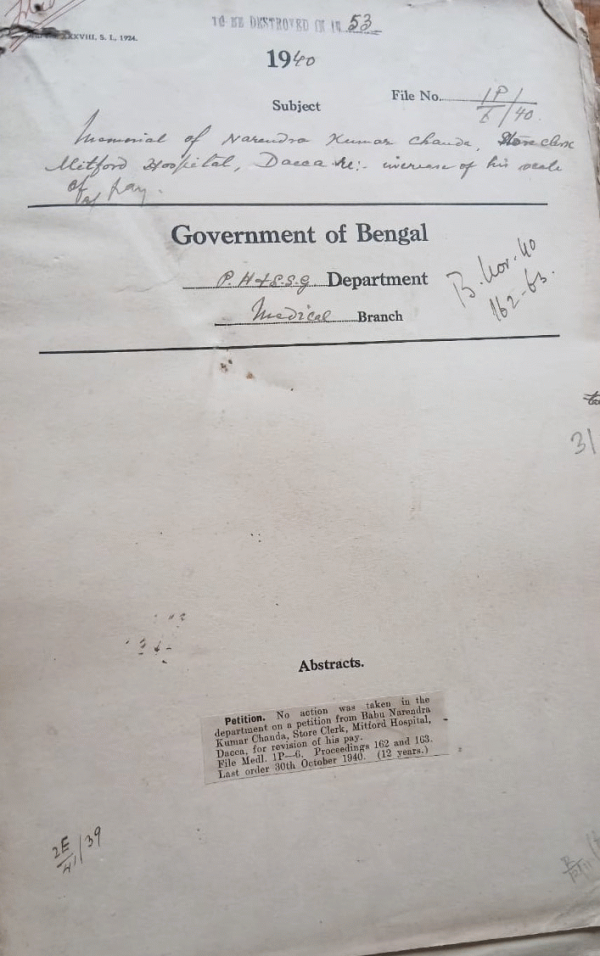 TO BE DESTROYED IN 19 53
XXVIII, S. I., 1924.
1940
Subject
File No. 1P/6/40
Memorial of Narendra Kumar Chanda, Store clerk
Mitford Hospital, Dacca re:- increase of his scale
of pay.
Government of Bengal
P.H & L.S.G. Department
Medical Branch
B. Nov. 40
162-63.
31
Abstracts.
Petition. No action was taken in the
department on a petition from Babu Narendra
Kumar Chanda, Store Clerk, Mitford Hospital,
Dacca, for revision of his pay.
File Medl. 1P—6. Proceedings 162 and 163.
Last order 30th October 1940. (12 years.)
2E/41/39